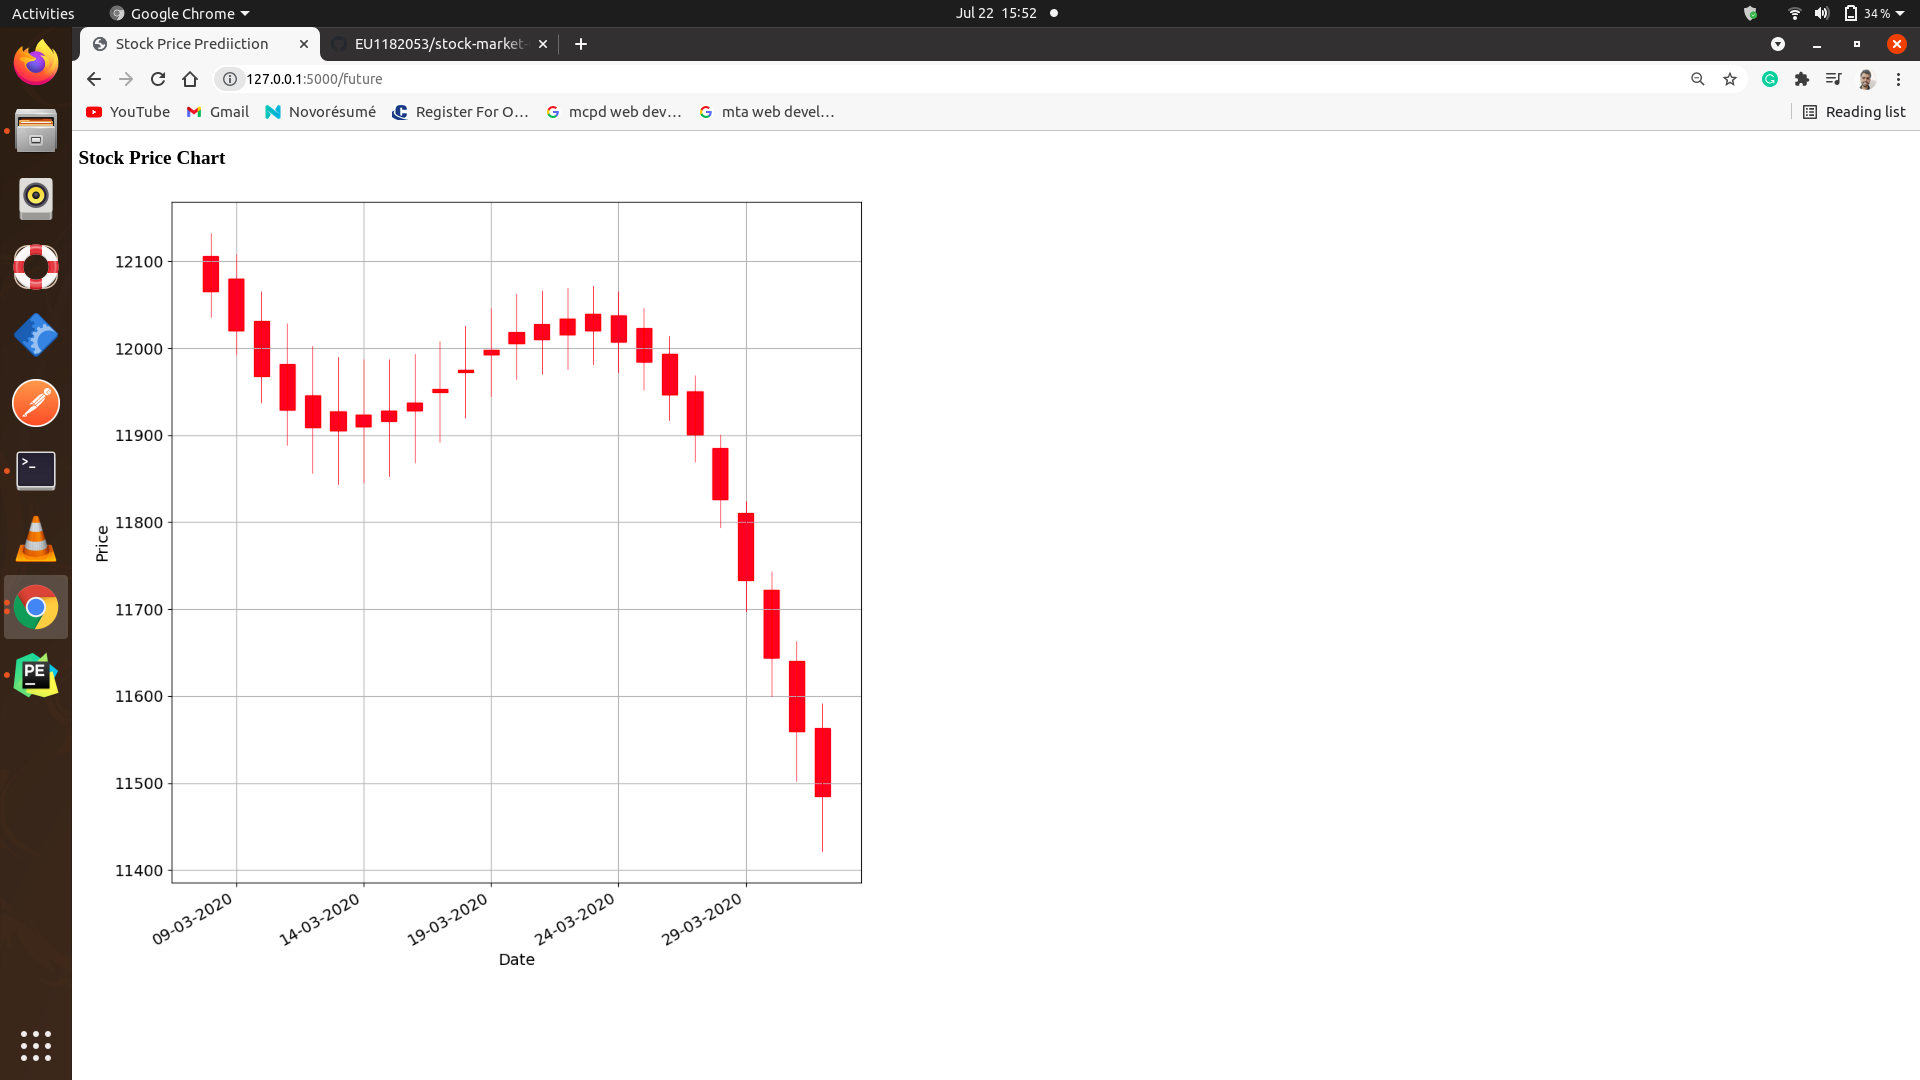 Activities
Google Chrome
Jul 22 15:52
34 %
Stock Price Prediiction
EU1182053/stock-market-
127.0.0.1:5000/future
YouTube
Gmail
Novorésumé
Register For O…
mcpd web dev…
mta web devel…
Reading list
Stock Price Chart
12100
12000
11900
11800
11700
11600
11500
11400
Price
09-03-2020
14-03-2020
19-03-2020
24-03-2020
29-03-2020
Date
>_
PE